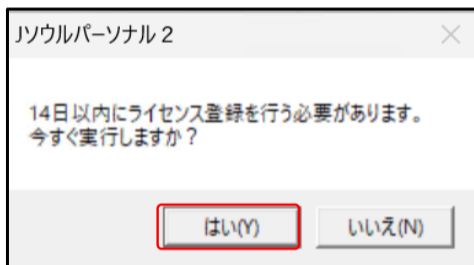 Jソウルパーソナル 2
14日以内にライセンス登録を行う必要があります。
今すぐ実行しますか？
はい(Y)
いいえ(N)